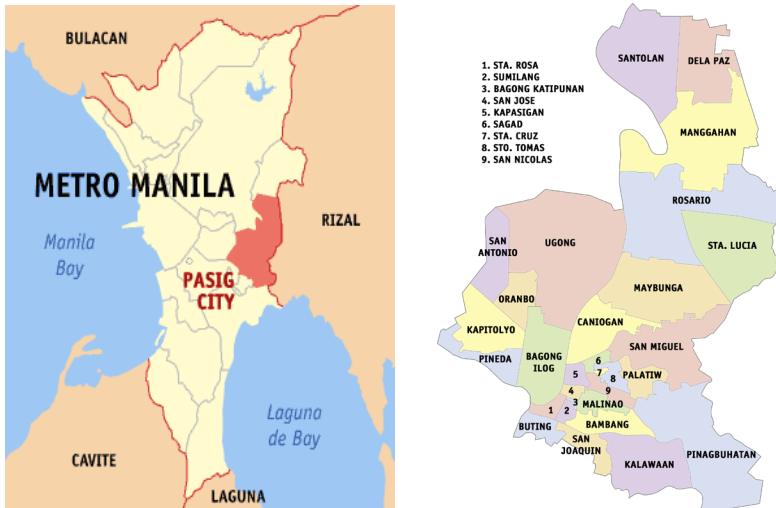 BULACAN
METRO MANILA
RIZAL
Manila
Bay
PASIG
CITY
Laguna
de Bay
CAVITE
LAGUNA
1. STA. ROSA
2. SUMILANG
3. BAGONG KATIPUNAN
4. SAN JOSE
5. KAPASIGAN
6. SAGAD
7. STA. CRUZ
8. STO. TOMAS
9. SAN NICOLAS
SANTOLAN
DELA PAZ
MANGGAHAN
ROSARIO
SAN
ANTONIO
UGONG
STA. LUCIA
MAYBUNGA
ORANBO
KAPITOLYO
CANIOGAN
SAN MIGUEL
PINEDA
BAGONG
ILOG
6
7
5
8
PALATIW
4
9
3
MALINAO
1
2
BUTING
BAMBANG
SAN
JOAQUIN
KALAWAAN
PINAGBUHATAN